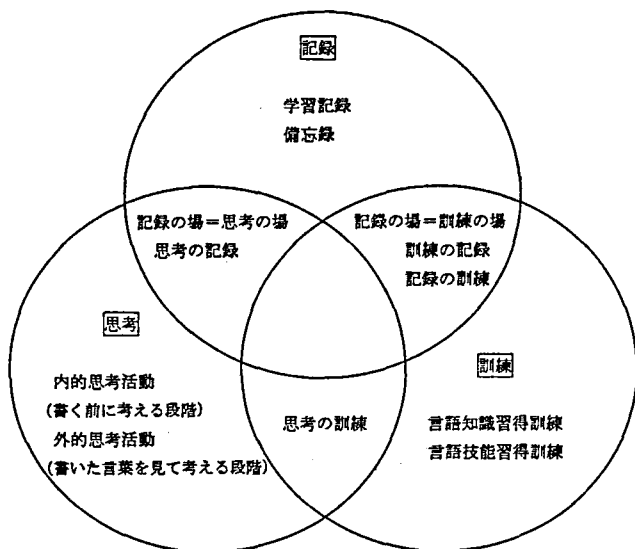 記録
学習記録
備忘録
記録の場=思考の場
思考の記録
記録の場=訓練の場
訓練の記録
記録の訓練
思考
内的思考活動
(書く前に考える段階)
外的思考活動
(書いた言葉を見て考える段階)
思考の訓練
訓練
言語知識習得訓練
言語技能習得訓練